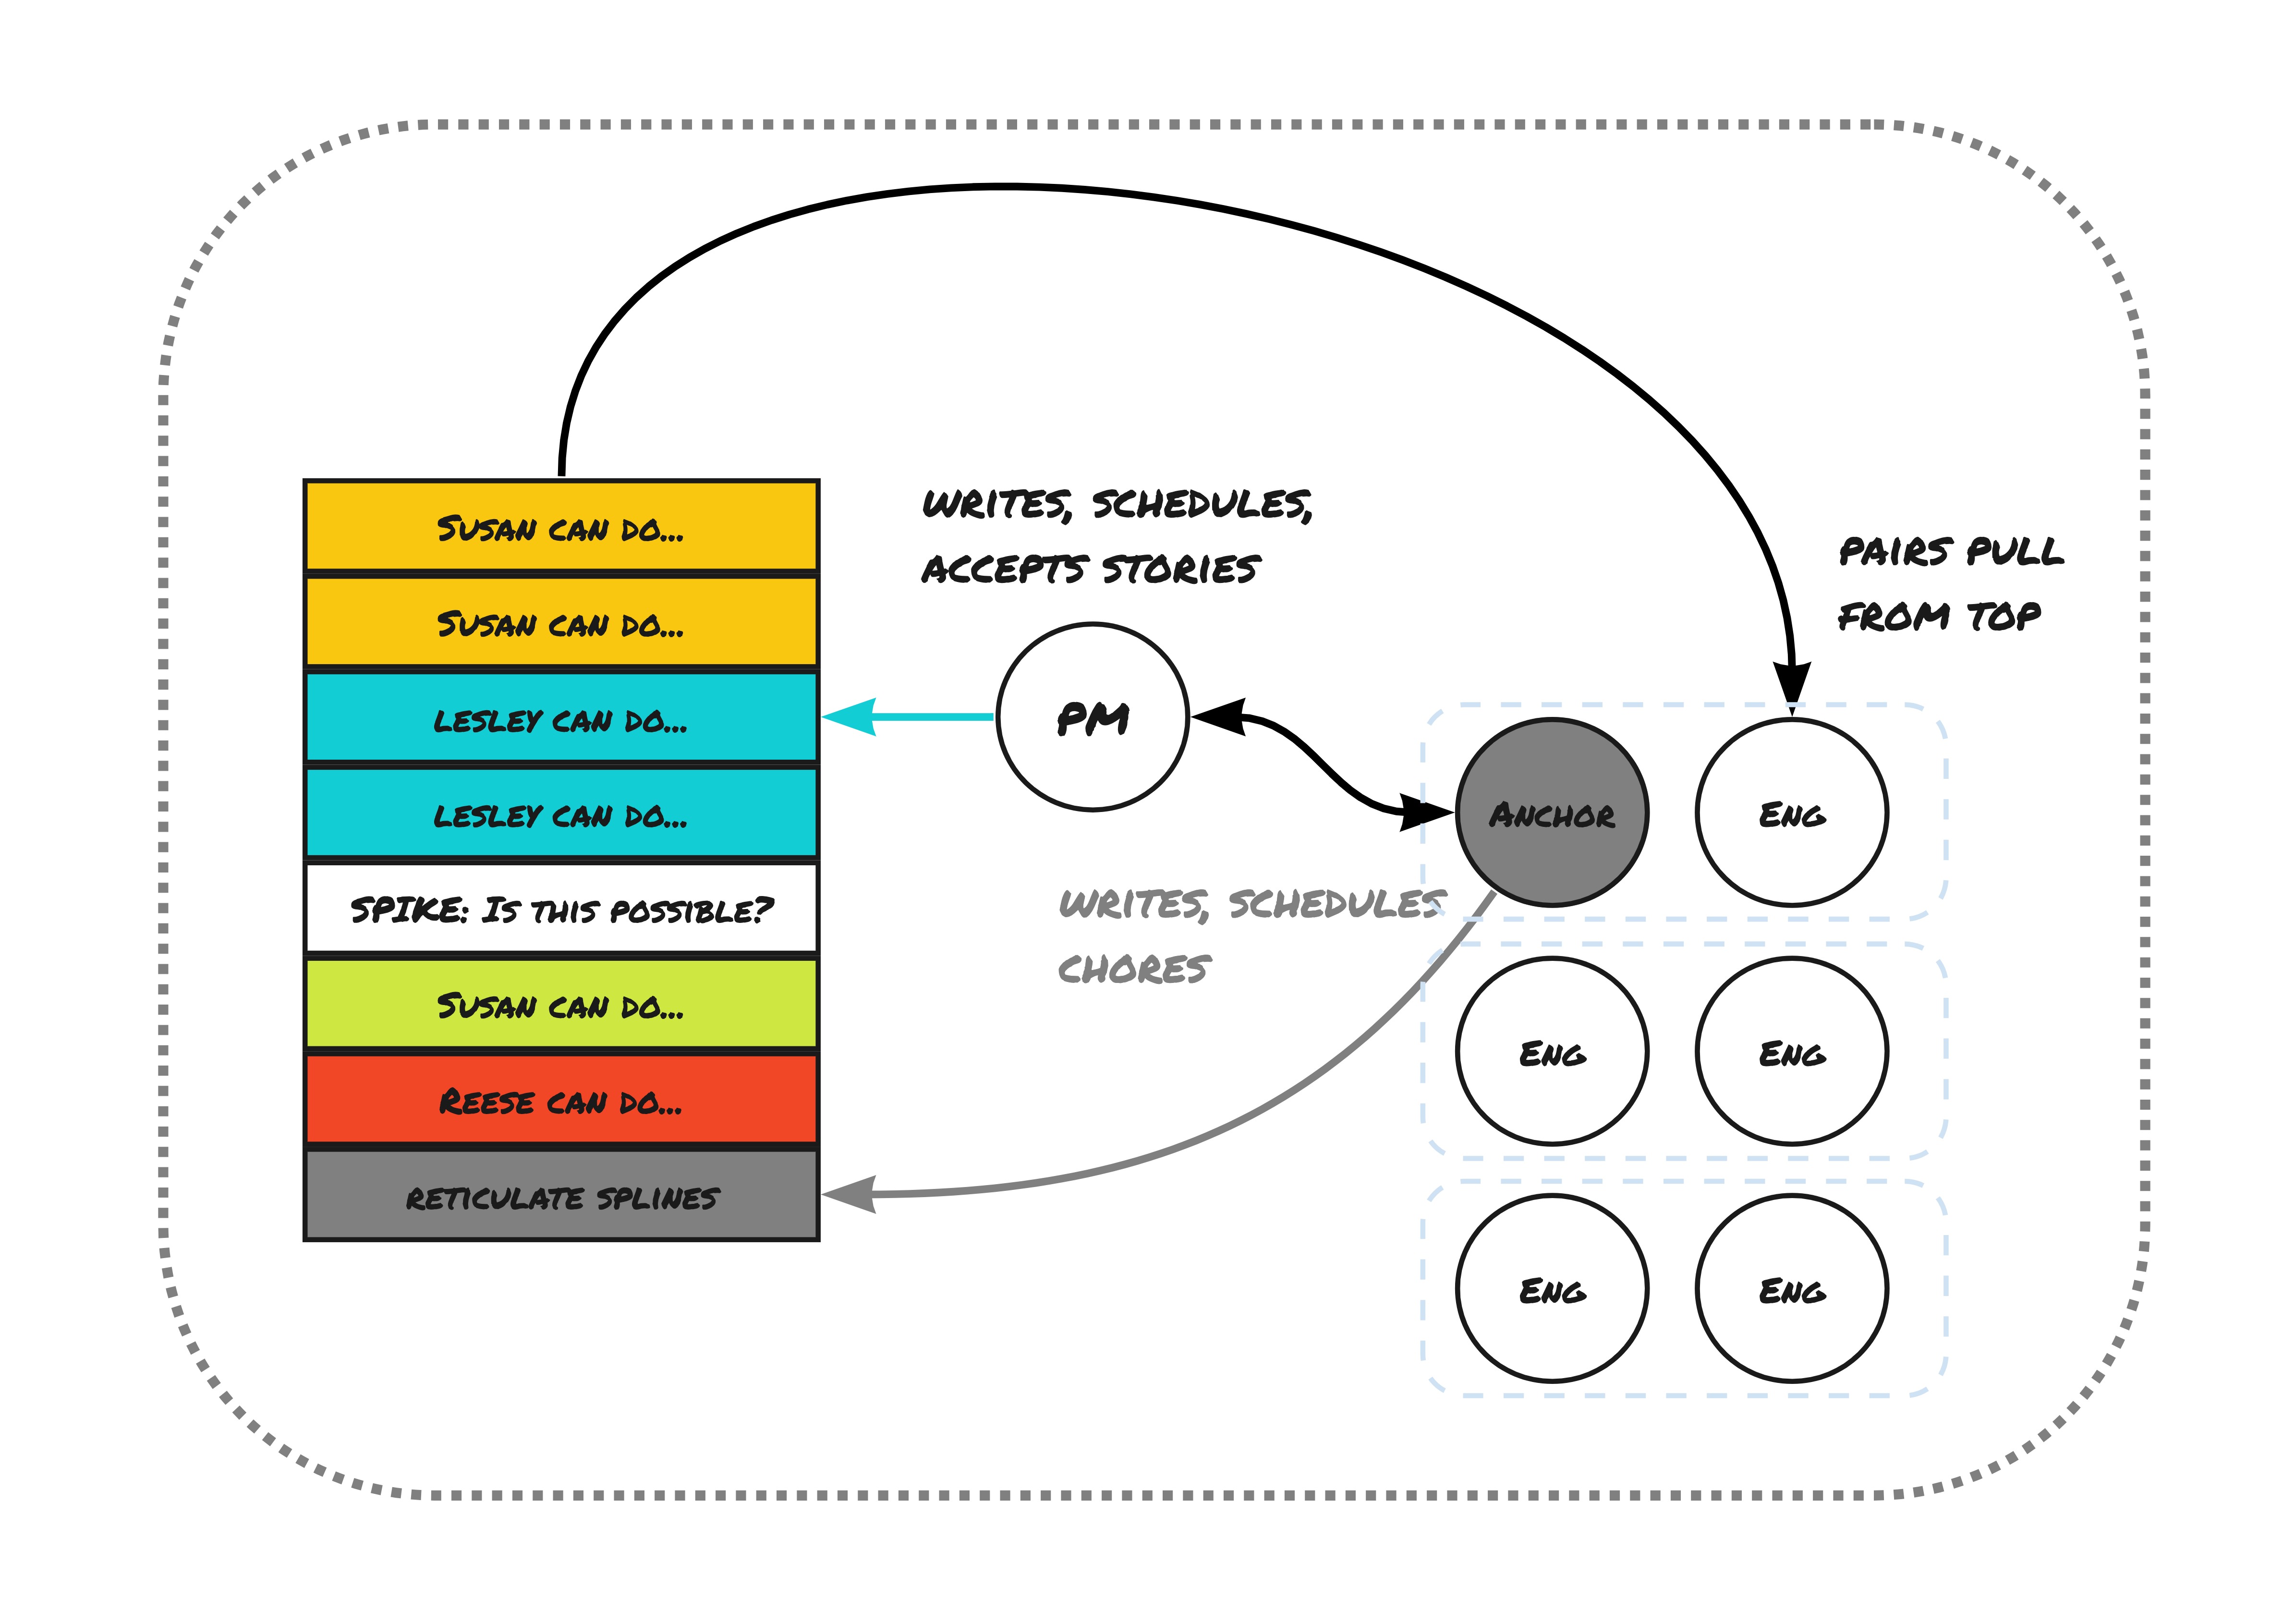 Susan can do...
Susan can do...
Lesley can do...
Lesley can do...
SPIKE: Is this possible?
Susan can do...
Reese can do...
Reticulate splines
Writes, schedules,
accepts stories
PM
Writes, schedules
chores
Pairs pull
from top
Anchor
Eng
Eng
Eng
Eng
Eng